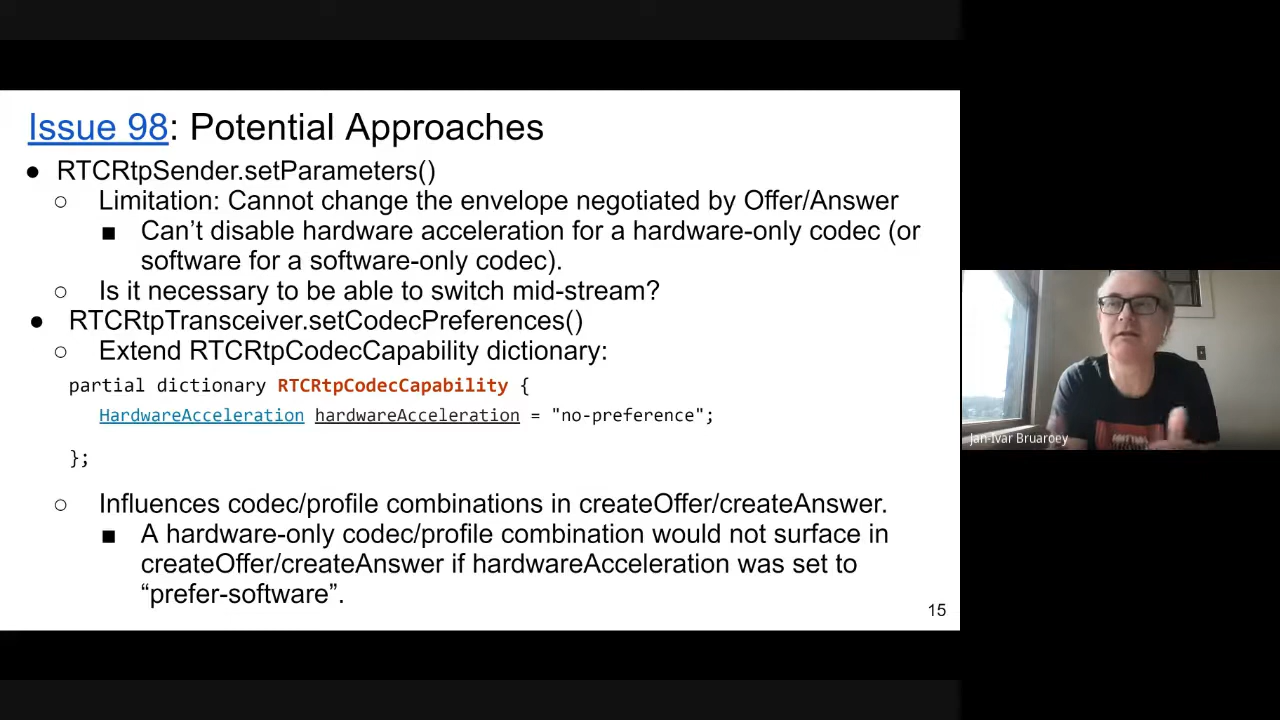 Issue 98: Potential Approaches
● RTCRtpSender.setParameters()
○ Limitation: Cannot change the envelope negotiated by Offer/Answer
■ Can’t disable hardware acceleration for a hardware-only codec (or
software for a software-only codec).
○ Is it necessary to be able to switch mid-stream?
● RTCRtpTransceiver.setCodecPreferences()
○ Extend RTCRtpCodecCapability dictionary:
partial dictionary RTCRtpCodecCapability {
HardwareAcceleration hardwareAcceleration = "no-preference";
};
○ Influences codec/profile combinations in createOffer/createAnswer.
■ A hardware-only codec/profile combination would not surface in
createOffer/createAnswer if hardwareAcceleration was set to
“prefer-software”.
15
Jan-Ivar Bruaroey